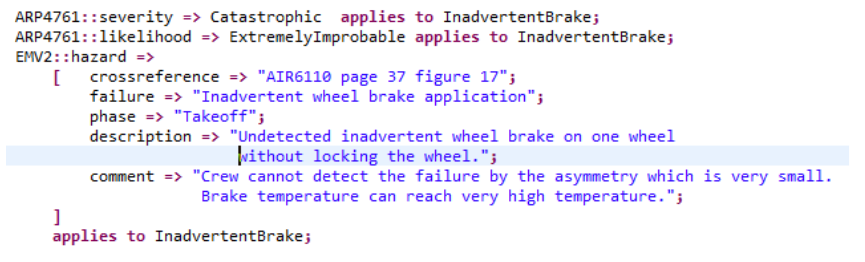 ARP4761::severity => Catastrophic  applies to InadvertentBrake;
ARP4761::likelihood => ExtremelyImprobable applies to InadvertentBrake;
EMV2::hazard =>
    [   crossreference => "AIR6110 page 37 figure 17";
        failure => "Inadvertent wheel brake application";
        phase => "Takeoff";
        description => "Undetected inadvertent wheel brake on one wheel
                        without locking the wheel.";
        comment => "Crew cannot detect the failure by the asymmetry which is very small.
                    Brake temperature can reach very high temperature.";
    ]
    applies to InadvertentBrake;